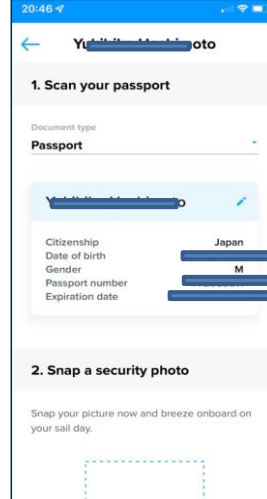 20:46
1. Scan your passport
Document type
Passport
Citizenship Japan
Date of birth
Gender M
Passport number
Expiration date
2. Snap a security photo
Snap your picture now and breeze onboard on
your sail day.